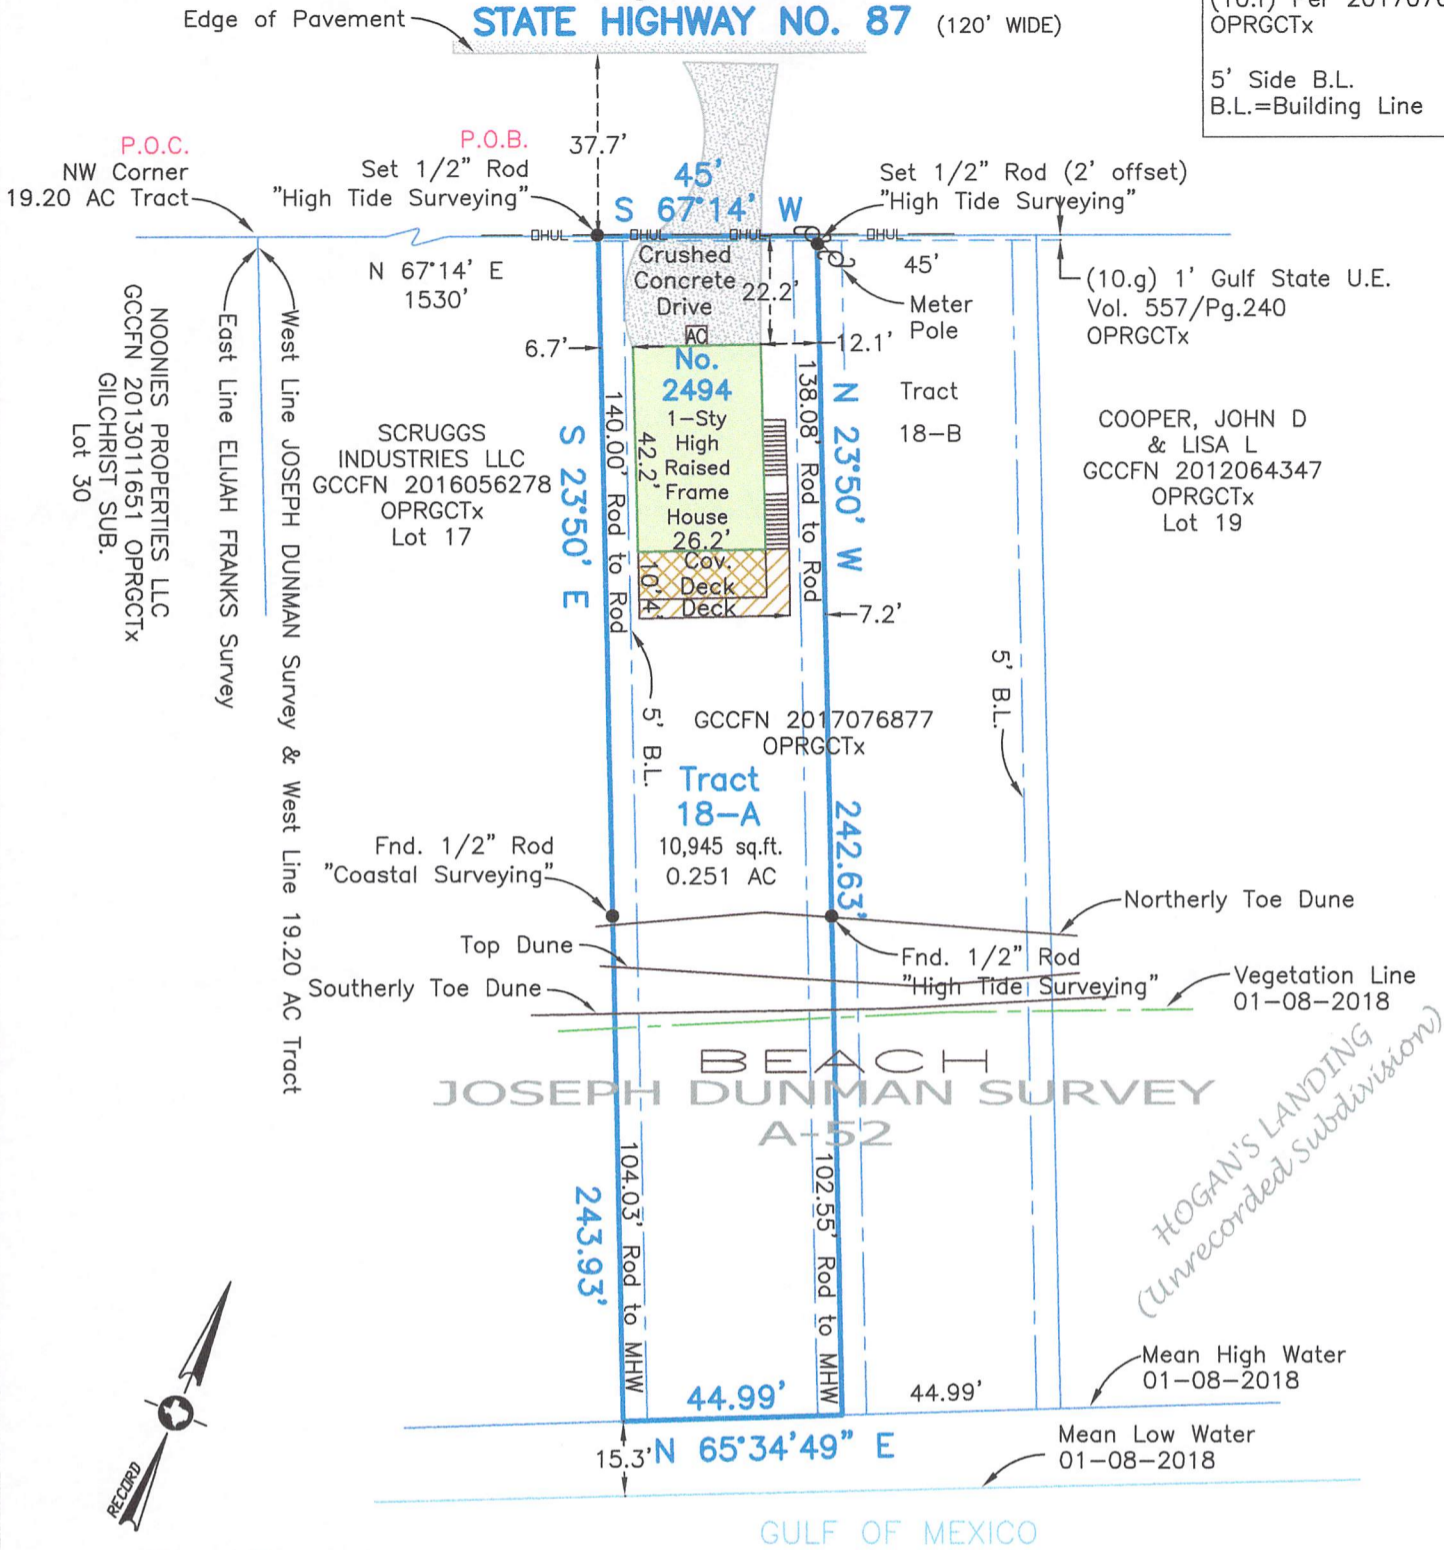 Edge of Pavement
STATE HIGHWAY NO. 87 (120' WIDE)
OPRGCTx
5' Side B.L.
B.L.=Building Line
P.O.C.
NW Corner
19.20 AC Tract
P.O.B.
Set 1/2" Rod
"High Tide Surveying"
37.7'
45'
S 67°14' W
Set 1/2" Rod (2' offset)
"High Tide Surveying"
OHUL
OHUL
OHUL
OHUL
N 67°14' E
1530'
Crushed
Concrete
Drive
22.2'
45'
Meter
Pole
(10.g) 1' Gulf State U.E.
Vol. 557/Pg.240
OPRGCTx
AC
6.7'
12.1'
No.
2494
1-Sty
High
Raised
Frame
House
26.2'
42.2'
Cov.
Deck
Deck
10.4'
7.2'
140.00' Rod to Rod
S 23°50' E
138.08' Rod to Rod
N 23°50' W
Tract
18-B
NOONIES PROPERTIES LLC
GCCFN 2013011651 OPRGCTx
GILCHRIST SUB.
Lot 30
East Line ELIJAH FRANKS Survey
West Line JOSEPH DUNMAN Survey & West Line 19.20 AC Tract
SCRUGGS
INDUSTRIES LLC
GCCFN 2016056278
OPRGCTx
Lot 17
COOPER, JOHN D
& LISA L
GCCFN 2012064347
OPRGCTx
Lot 19
5' B.L.
5' B.L.
GCCFN 2017076877
OPRGCTx
Tract
18-A
10,945 sq.ft.
0.251 AC
242.63'
Fnd. 1/2" Rod
"Coastal Surveying"
Northerly Toe Dune
Top Dune
Fnd. 1/2" Rod
"High Tide Surveying"
Southerly Toe Dune
Vegetation Line
01-08-2018
BEACH
JOSEPH DUNMAN SURVEY
A-52
HOGAN'S LANDING
(Unrecorded Subdivision)
104.03' Rod to MHW
243.93'
102.55' Rod to MHW
44.99'
44.99'
Mean High Water
01-08-2018
N 65°34'49" E
15.3'
Mean Low Water
01-08-2018
RECORD
GULF OF MEXICO